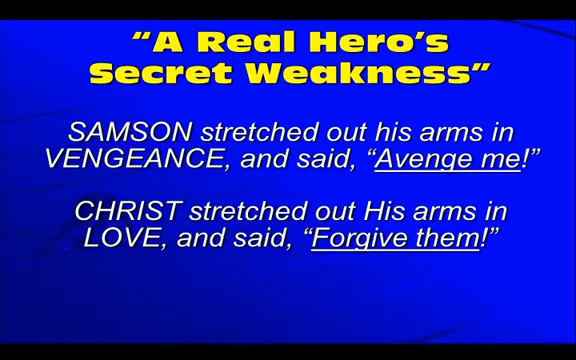 “A Real Hero’s
Secret Weakness”
SAMSON stretched out his arms in
VENGEANCE, and said, “Avenge me!”
CHRIST stretched out His arms in
LOVE, and said, “Forgive them!”